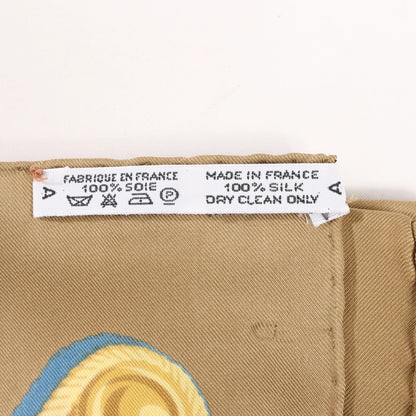 FABRIQUE EN FRANCE
100% SOIE
P
MADE IN FRANCE
100% SILK
DRY CLEAN ONLY
A
A